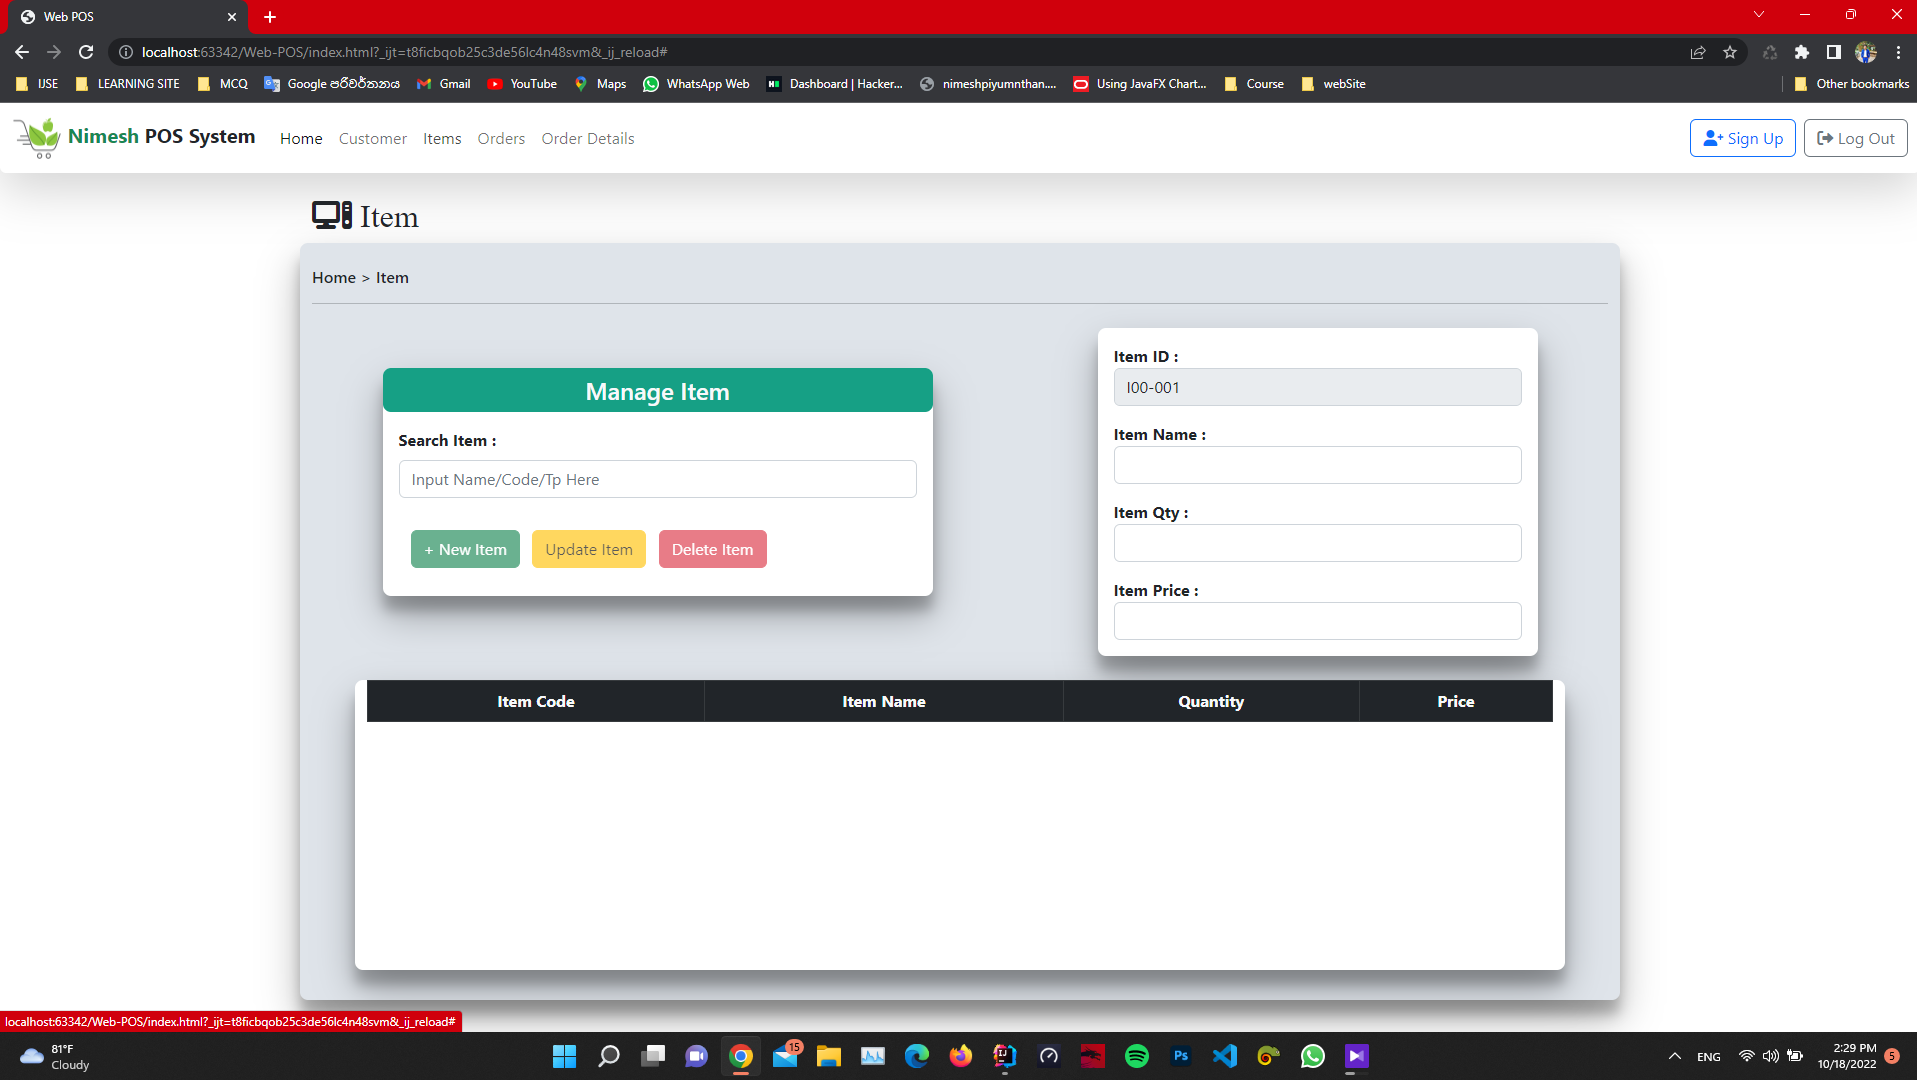 Web POS
localhost:63342/Web-POS/index.html?_ijt=t8ficbqob25c3de56lc4n48svm&_ij_reload#
IJSE LEARNING SITE MCQ Google පරිවර්තනය Gmail YouTube Maps WhatsApp Web Dashboard | Hacker... nimeshpiyumnthan.... Using JavaFX Chart... Course webSite Other bookmarks
Nimesh POS System Home Customer Items Orders Order Details Sign Up Log Out
Item
Home > Item
Manage Item
Search Item :
Input Name/Code/Tp Here
+ New Item Update Item Delete Item
Item ID :
I00-001
Item Name :
Item Qty :
Item Price :
Item Code Item Name Quantity Price
localhost:63342/Web-POS/index.html?_ijt=t8ficbqob25c3de56lc4n48svm&_ij_reload#
81°F
Cloudy
15
ENG
2:29 PM
10/18/2022
5